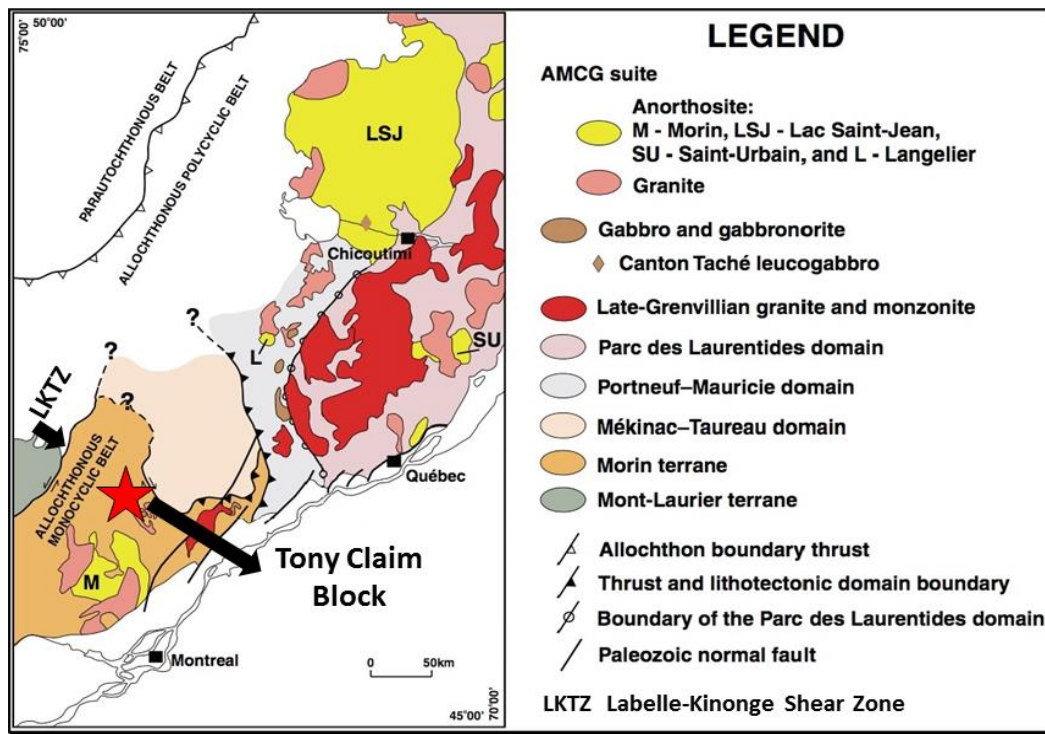 75°00'
50°00'
PARAUTOCHTHONOUS BELT
ALLOCHTHONOUS POLYCYCLIC BELT
LSJ
Chicoutimi
?
L
SU
?
?
LKTZ
ALLOCHTHONOUS
MONOCYCLIC BELT
Québec
M
Tony Claim
Block
Montreal
0 50km
45°00'
70°00'
LEGEND
AMCG suite
Anorthosite:
M - Morin, LSJ - Lac Saint-Jean,
SU - Saint-Urbain, and L - Langelier
Granite
Gabbro and gabbronorite
Canton Taché leucogabbro
Late-Grenvillian granite and monzonite
Parc des Laurentides domain
Portneuf–Mauricie domain
Mékinac–Taureau domain
Morin terrane
Mont-Laurier terrane
Allochthon boundary thrust
Thrust and lithotectonic domain boundary
Boundary of the Parc des Laurentides domain
Paleozoic normal fault
LKTZ Labelle-Kinonge Shear Zone